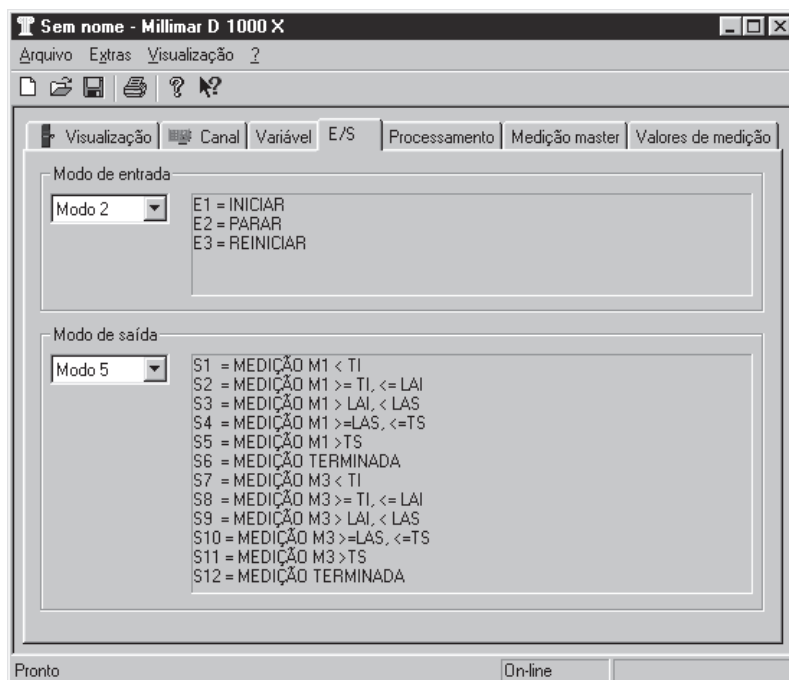 Sem nome - Millimar D 1000 X
Arquivo Extras Visualização ?
Visualização Canal Variável E/S Processamento Medição master Valores de medição
Modo de entrada
Modo 2
E1 = INICIAR
E2 = PARAR
E3 = REINICIAR
Modo de saída
Modo 5
S1 = MEDIÇÃO M1 < TI
S2 = MEDIÇÃO M1 >= TI, <= LAI
S3 = MEDIÇÃO M1 > LAI, < LAS
S4 = MEDIÇÃO M1 >=LAS, <=TS
S5 = MEDIÇÃO M1 >TS
S6 = MEDIÇÃO TERMINADA
S7 = MEDIÇÃO M3 < TI
S8 = MEDIÇÃO M3 >= TI, <= LAI
S9 = MEDIÇÃO M3 > LAI, < LAS
S10 = MEDIÇÃO M3 >=LAS, <=TS
S11 = MEDIÇÃO M3 >TS
S12 = MEDIÇÃO TERMINADA
Pronto On-line